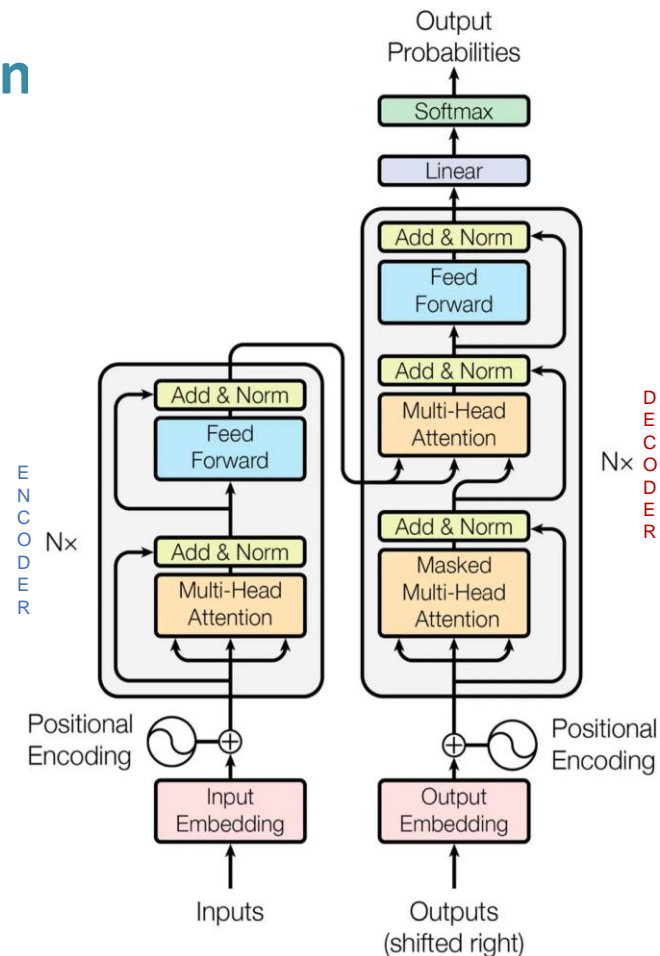 n
Output
Probabilities
Softmax
Linear
Add & Norm
Feed
Forward
Add & Norm
Multi-Head
Attention
Add & Norm
Masked
Multi-Head
Attention
Nx
DECODER
Positional
Encoding
Output
Embedding
Outputs
(shifted right)
ENCODER
Nx
Add & Norm
Feed
Forward
Add & Norm
Multi-Head
Attention
Positional
Encoding
Input
Embedding
Inputs